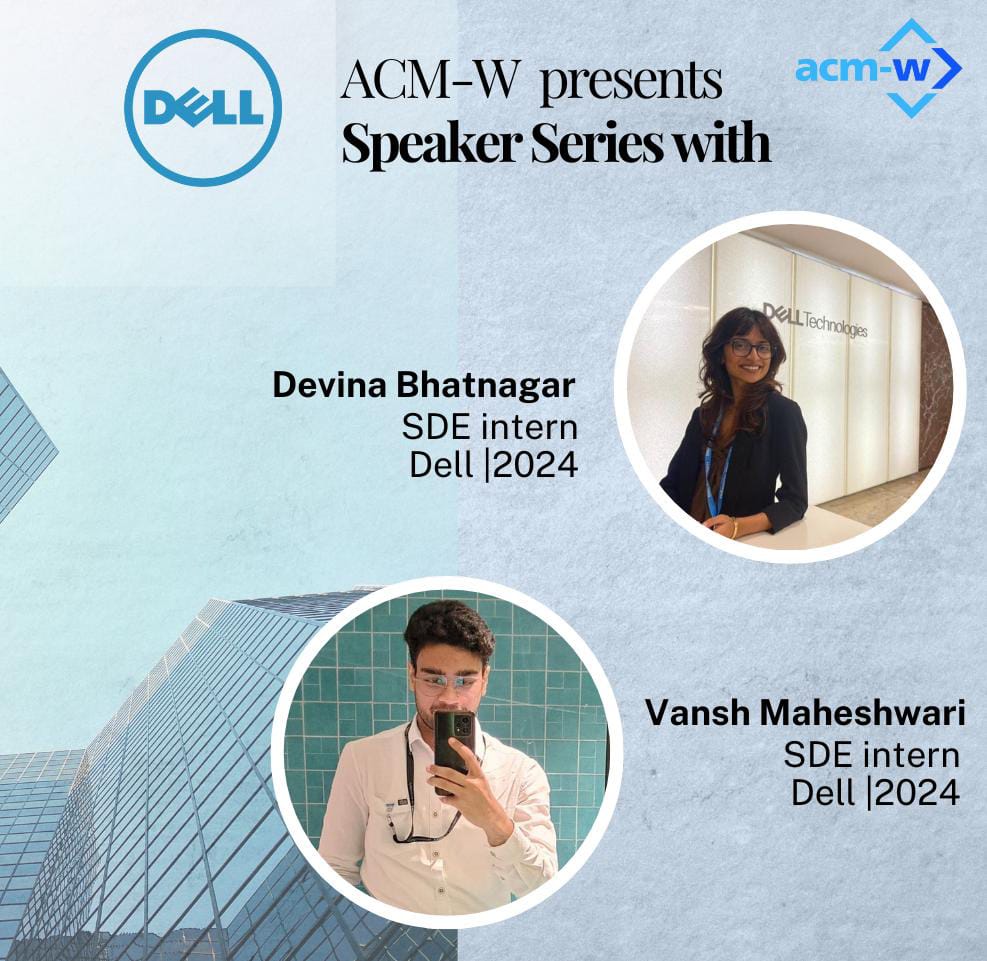 DELL
ACM-W presents
acm-w
Speaker Series with
DELL Technologies
Devina Bhatnagar
SDE intern
Dell |2024
Vansh Maheshwari
SDE intern
Dell |2024